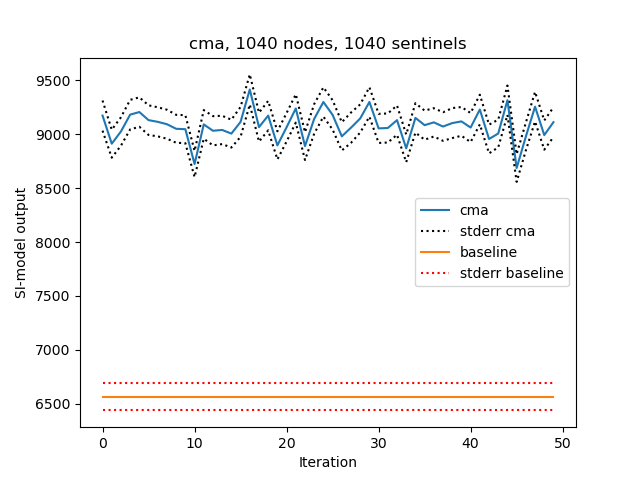 cma, 1040 nodes, 1040 sentinels
9500
9000
8500
8000
7500
7000
6500
SI-model output
cma
stderr cma
baseline
stderr baseline
0 10 20 30 40 50
Iteration